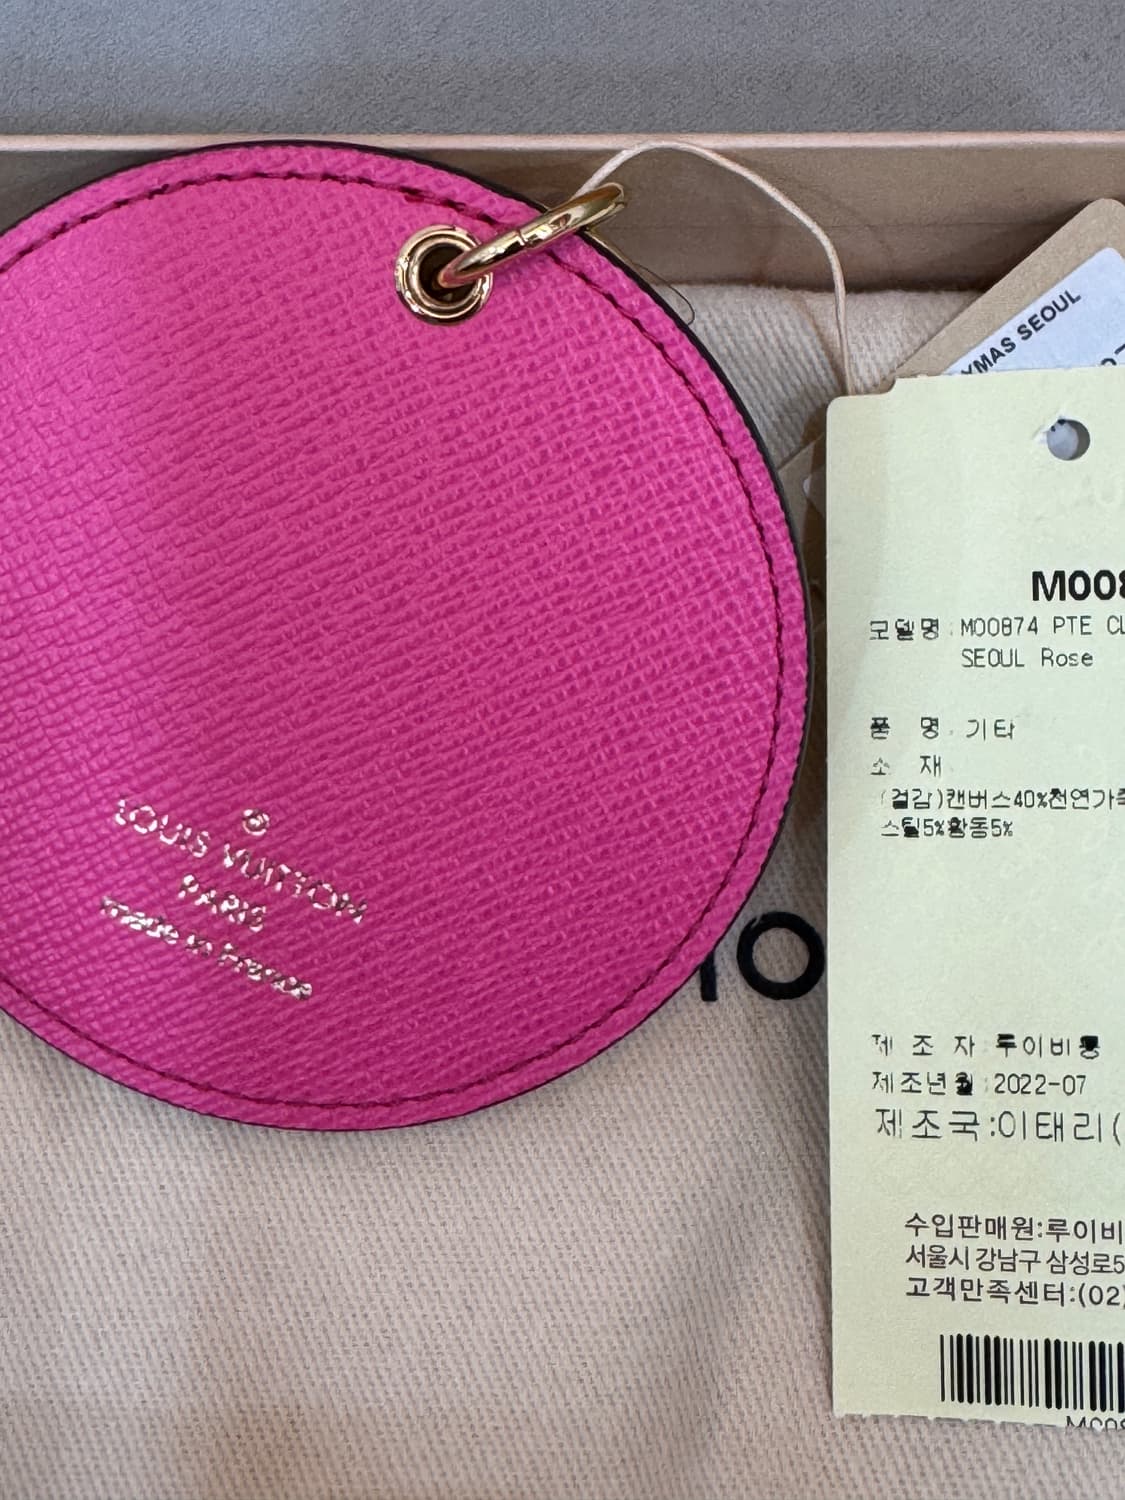 LOUIS VUITTON
PARIS
made in France
XMAS SEOUL
IO
M008
모델명:M00874 PTE CL
SEOUL Rose
품 명: 기타
소 재
(겉감)캔버스40%천연가죽
스틸5%황동5%
제 조 자:루이비통
제조년월:2022-07
제조국:이태리(
수입판매원:루이비
서울시 강남구 삼성로5
고객만족센터:(02)